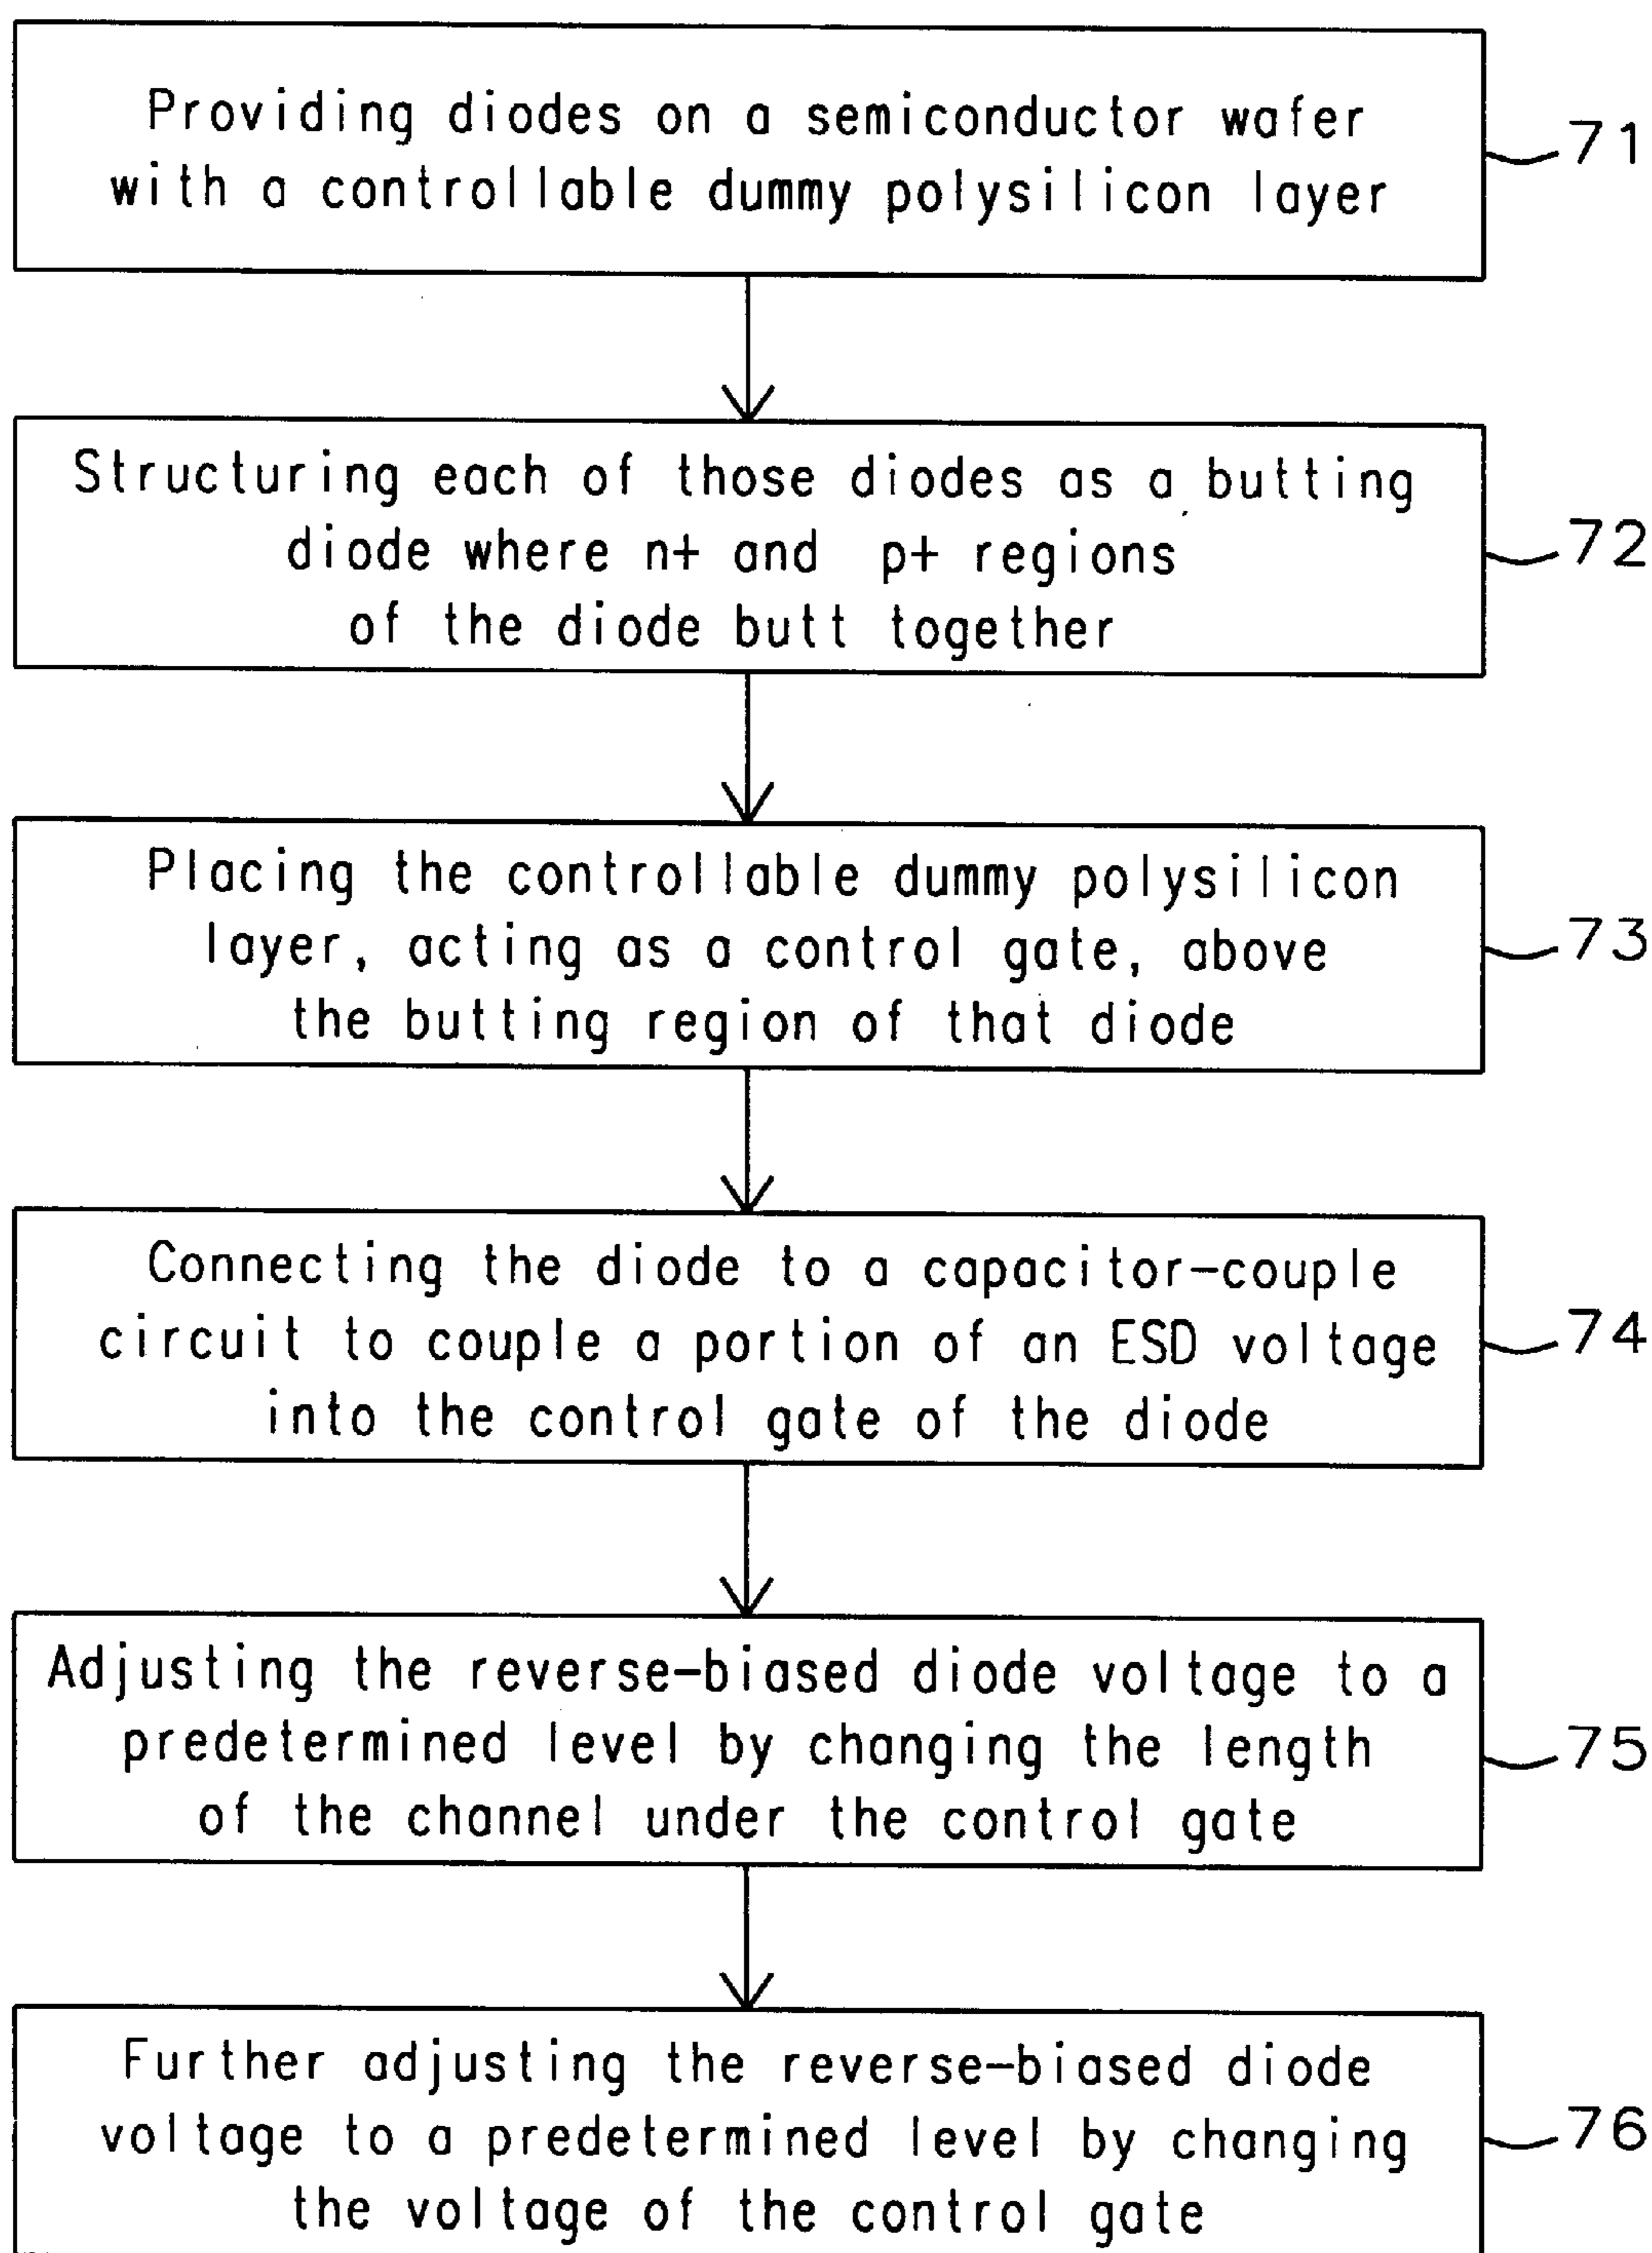 Providing diodes on a semiconductor wafer
with a controllable dummy polysilicon layer
71
Structuring each of those diodes as a butting
diode where n+ and p+ regions
of the diode butt together
72
Placing the controllable dummy polysilicon
layer, acting as a control gate, above
the butting region of that diode
73
Connecting the diode to a capacitor-couple
circuit to couple a portion of an ESD voltage
into the control gate of the diode
74
Adjusting the reverse-biased diode voltage to a
predetermined level by changing the length
of the channel under the control gate
75
Further adjusting the reverse-biased diode
voltage to a predetermined level by changing
the voltage of the control gate
76